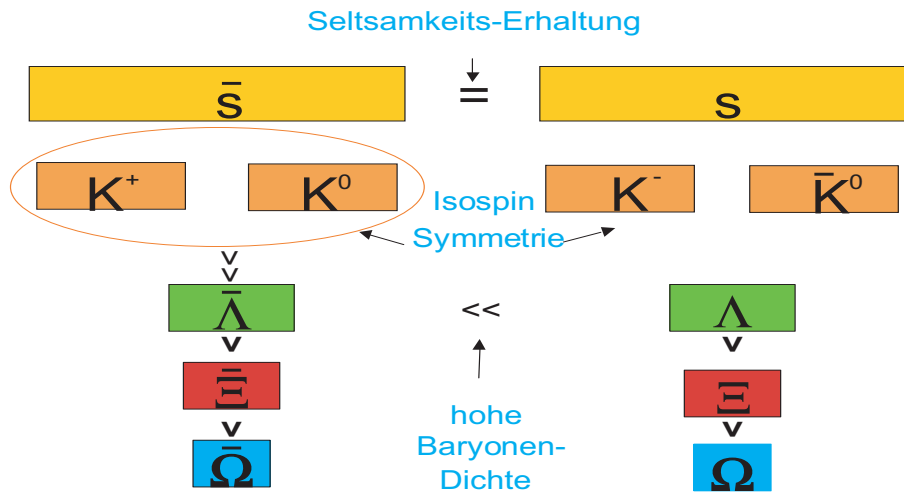 Seltsamkeits-Erhaltung
s̄ = s
K⁺ K⁰ K⁻ K̄⁰
Isospin
Symmetrie
>>
Λ̄ << Λ
> >
Ξ̄ Ξ
> >
hohe
Baryonen-
Dichte
Ω̄ Ω